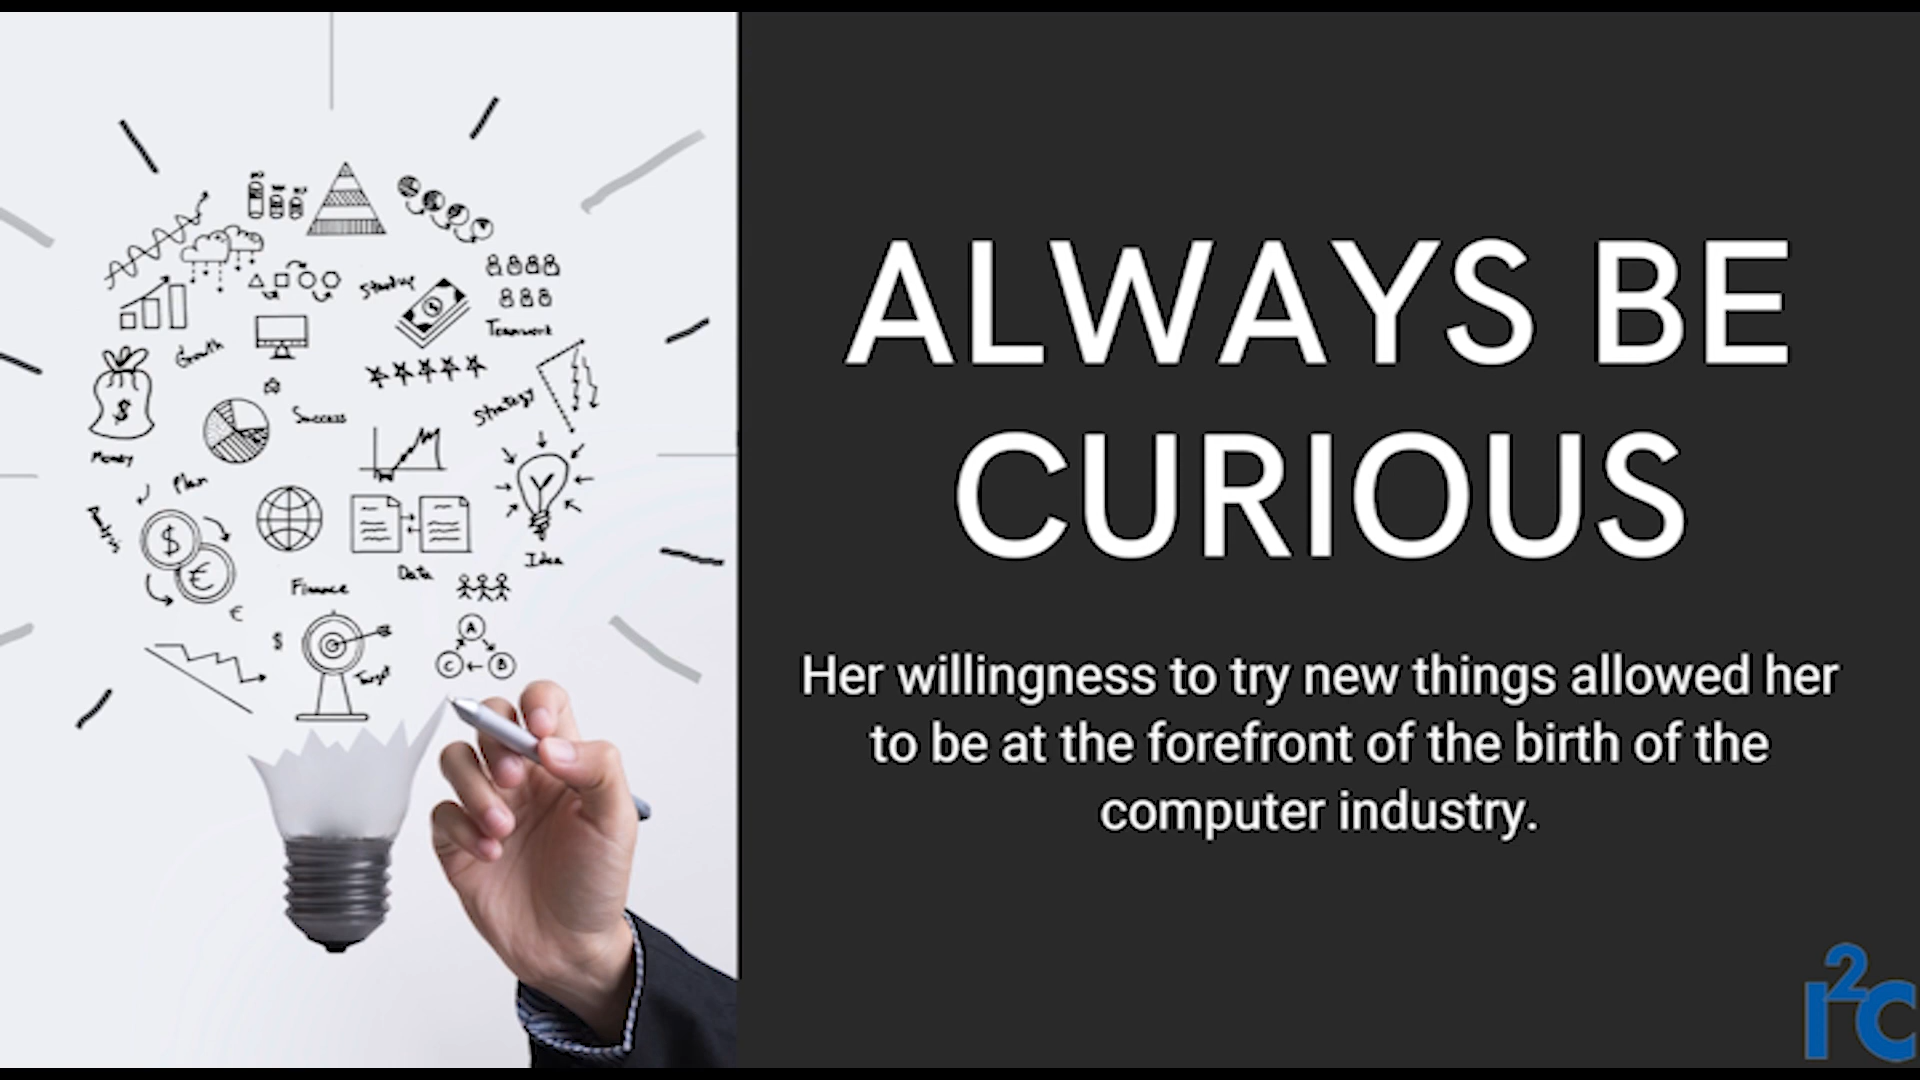 Startup
Teamwork
Growth
$
Success
Strategy
Money
Plan
$
€
Idea
Data
Finance
€
$
A
C
B
Target
ALWAYS BE
CURIOUS
Her willingness to try new things allowed her
to be at the forefront of the birth of the
computer industry.
I2C